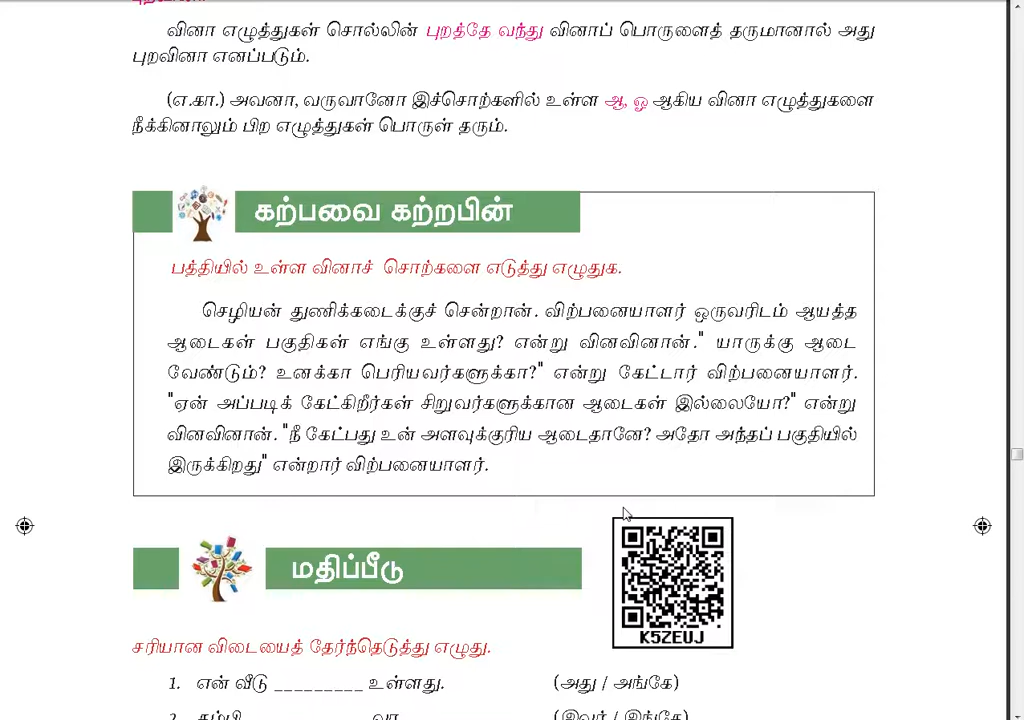 வினா எழுத்துகள் சொல்லின் புறத்தே வந்து வினாப் பொருளைத் தருமானால் அது
புறவினா எனப்படும்.
(எ.கா.) அவனா, வருவானோ இச்சொற்களில் உள்ள ஆ, ஓ ஆகிய வினா எழுத்துகளை
நீக்கினாலும் பிற எழுத்துகள் பொருள் தரும்.
கற்பவை கற்றபின்
பத்தியில் உள்ள வினாச் சொற்களை எடுத்து எழுதுக.
செழியன் துணிக்கடைக்குச் சென்றான். விற்பனையாளர் ஒருவரிடம் ஆயத்த
ஆடைகள் பகுதிகள் எங்கு உள்ளது? என்று வினவினான்." யாருக்கு ஆடை
வேண்டும்? உனக்கா பெரியவர்களுக்கா?" என்று கேட்டார் விற்பனையாளர்.
"ஏன் அப்படிக் கேட்கிறீர்கள் சிறுவர்களுக்கான ஆடைகள் இல்லையோ?" என்று
வினவினான். "நீ கேட்பது உன் அளவுக்குரிய ஆடைதானே? அதோ அந்தப் பகுதியில்
இருக்கிறது" என்றார் விற்பனையாளர்.
மதிப்பீடு
K5ZEUJ
சரியான விடையைத் தேர்ந்தெடுத்து எழுது.
1. என் வீடு _________ உள்ளது. (அது / அங்கே)